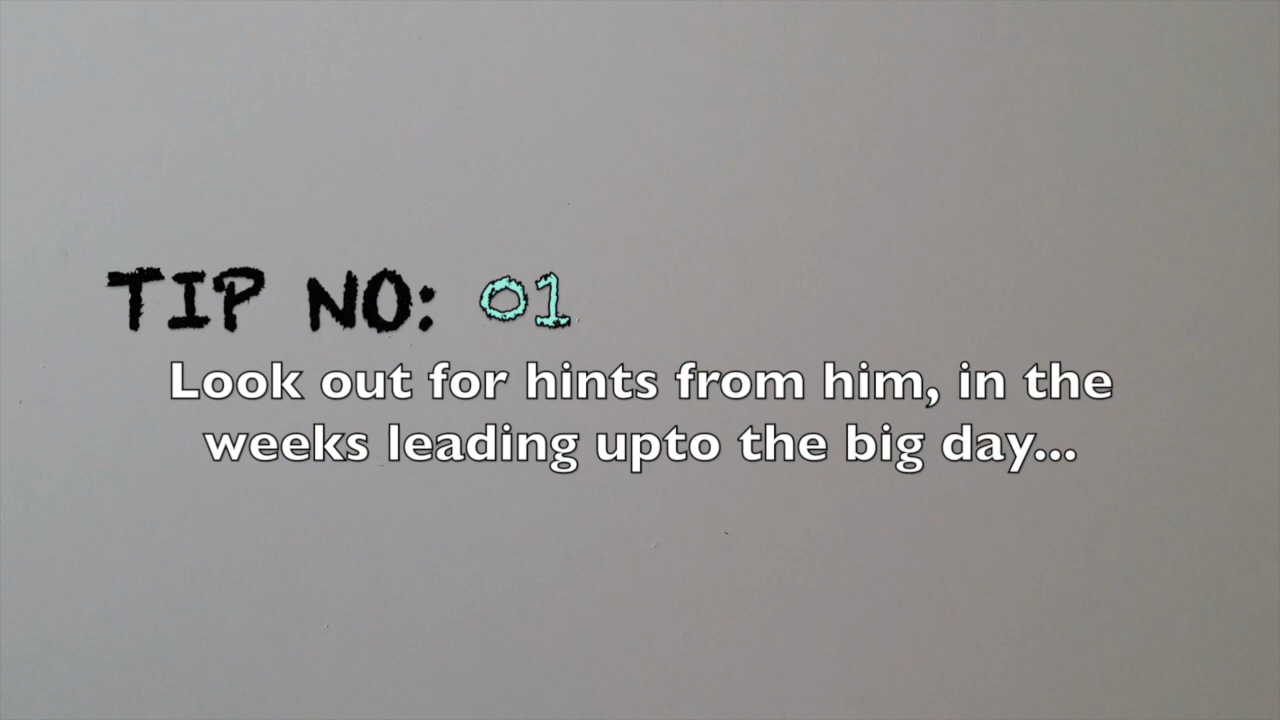 TIP NO: 01
Look out for hints from him, in the
weeks leading upto the big day...